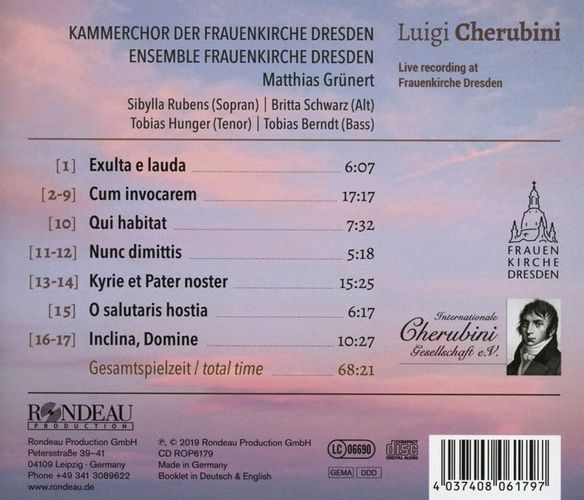 KAMMERCHOR DER FRAUENKIRCHE DRESDEN
ENSEMBLE FRAUENKIRCHE DRESDEN
Matthias Grünert
Sibylla Rubens (Sopran) | Britta Schwarz (Alt)
Tobias Hunger (Tenor) | Tobias Berndt (Bass)
Luigi Cherubini
Live recording at
Frauenkirche Dresden
[1] Exulta e lauda 6:07
[2-9] Cum invocarem 17:17
[10] Qui habitat 7:32
[11-12] Nunc dimittis 5:18
[13-14] Kyrie et Pater noster 15:25
[15] O salutaris hostia 6:17
[16-17] Inclina, Domine 10:27
Gesamtspielzeit / total time 68:21
FRAUEN
KIRCHE
DRESDEN
Internationale
Cherubini
Gesellschaft e.V.
RONDEAU
PRODUCTION
Rondeau Production GmbH
Petersstraße 39–41
04109 Leipzig · Germany
Phone +49 341 3089622
www.rondeau.de
℗, © 2019 Rondeau Production GmbH
CD ROP6179
Made in Germany
Booklet in Deutsch & English
LC 06690
GEMA DDD
COMPACT
disc
DIGITAL AUDIO
4 037408 061797